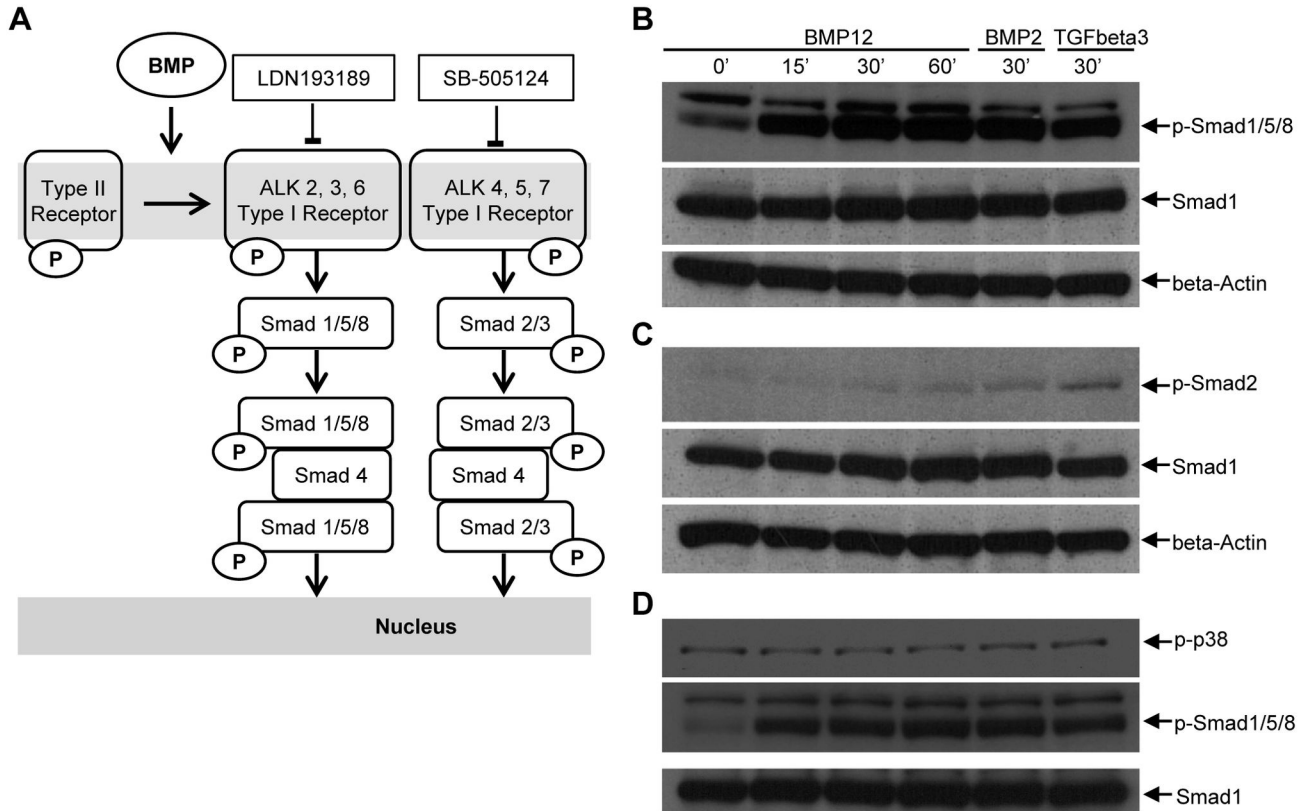 A
BMP
LDN193189
SB-505124
Type II
Receptor
P
ALK 2, 3, 6
Type I Receptor
P
ALK 4, 5, 7
Type I Receptor
P
Smad 1/5/8
P
Smad 2/3
P
Smad 1/5/8
P
Smad 4
Smad 1/5/8
P
Smad 2/3
P
Smad 4
Smad 2/3
P
Nucleus
B
BMP12
BMP2
TGFbeta3
0' 15' 30' 60' 30' 30'
p-Smad1/5/8
Smad1
beta-Actin
C
p-Smad2
Smad1
beta-Actin
D
p-p38
p-Smad1/5/8
Smad1